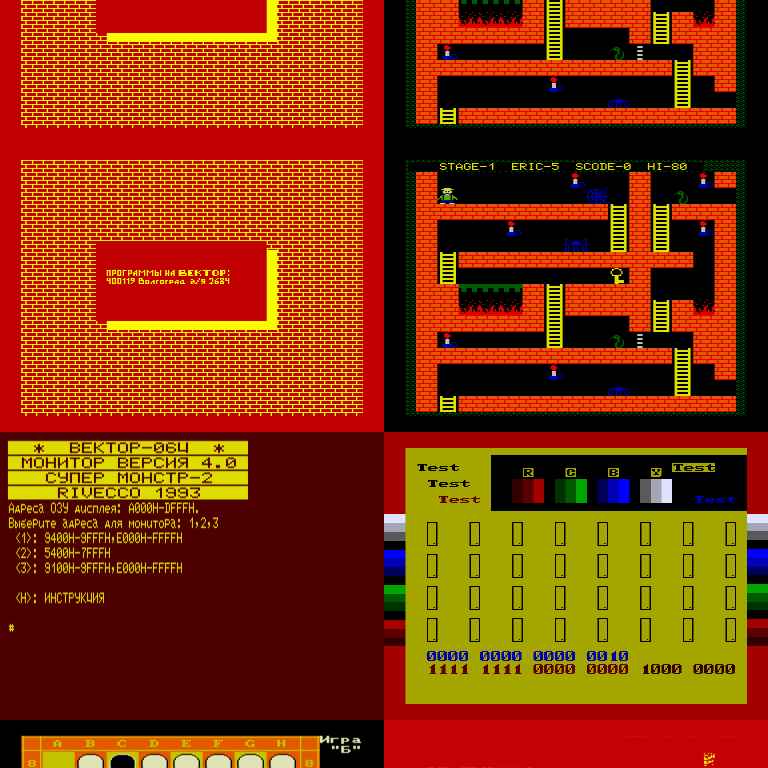 STAGE-1 ERIC-5 SCODE-0 HI-80
ПРОГРАММЫ НА ВЕКТОР:
400119 Волгоград а/я 2684
* ВЕКТОР-06Ц *
МОНИТОР ВЕРСИЯ 4.0
СУПЕР МОНСТР-2
RIVECCO 1993
Адреса ОЗУ дисплея: A000H-DFFFH.
Выберите адреса для монитора: 1,2,3
<1>: 9400H-9FFFH,E000H-FFFFH
<2>: 5400H-7FFFH
<3>: 9100H-9FFFH,E000H-FFFFH
<H>: ИНСТРУКЦИЯ
#
Test R G B Y Test
Test
Test Test
0000 0000 0000 0010
1111 1111 0000 0000 1000 0000
A B C D E F G H
Игра
"Б"
8 8